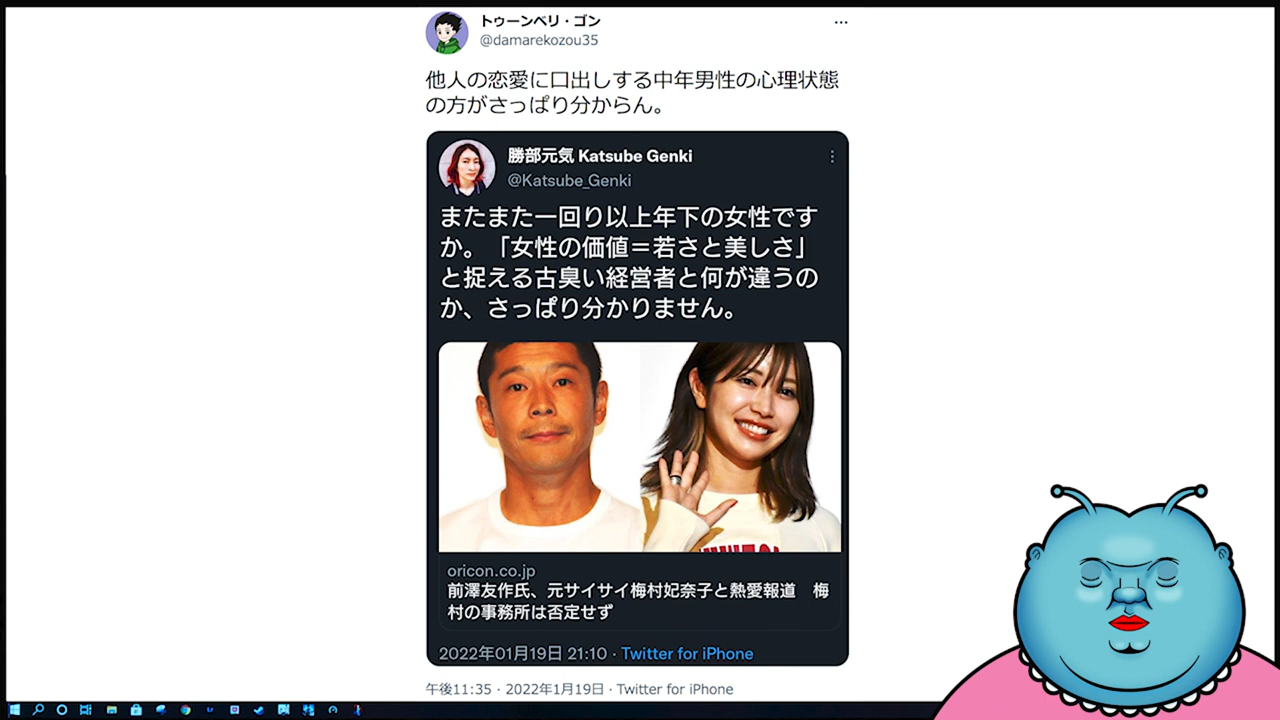 トゥーンベリ・ゴン
@damarekozou35
他人の恋愛に口出しする中年男性の心理状態
の方がさっぱり分からん。
勝部元気 Katsube Genki
@Katsube_Genki
またまた一回り以上年下の女性です
か。「女性の価値＝若さと美しさ」
と捉える古臭い経営者と何が違うの
か、さっぱり分かりません。
oricon.co.jp
前澤友作氏、元サイサイ梅村妃奈子と熱愛報道　梅
村の事務所は否定せず
2022年01月19日 21:10 · Twitter for iPhone
午後11:35 · 2022年1月19日 · Twitter for iPhone